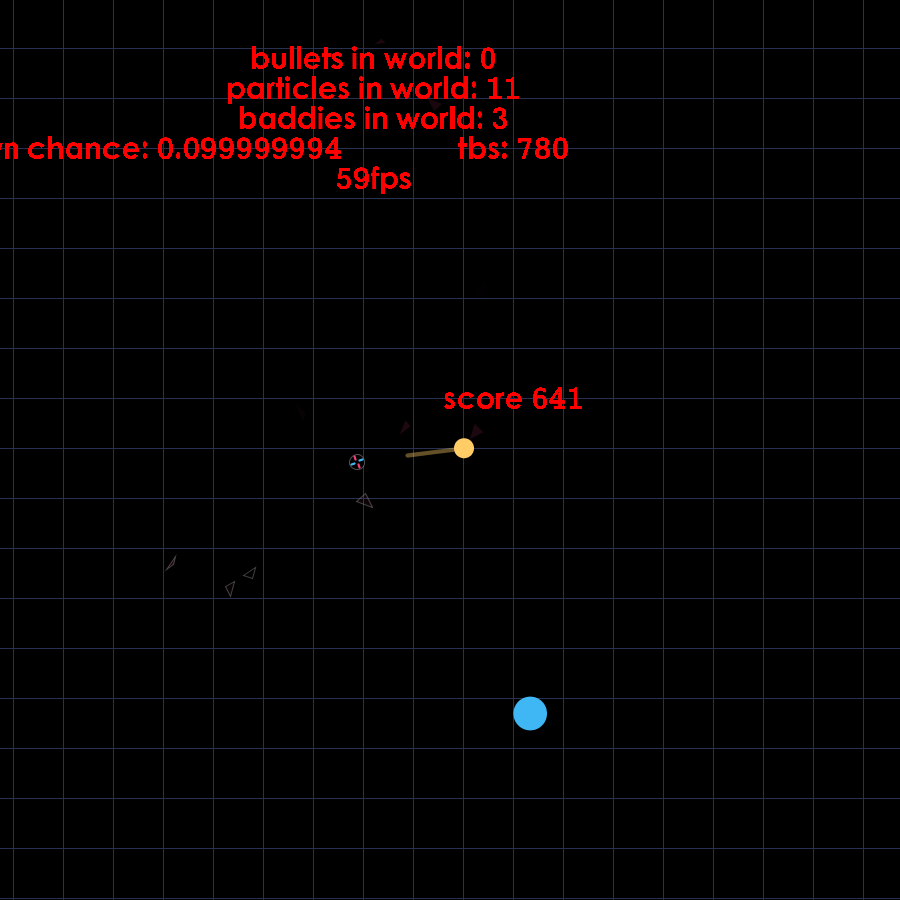 bullets in world: 0
particles in world: 11
baddies in world: 3
chance: 0.099999994 tbs: 780
59fps
score 641